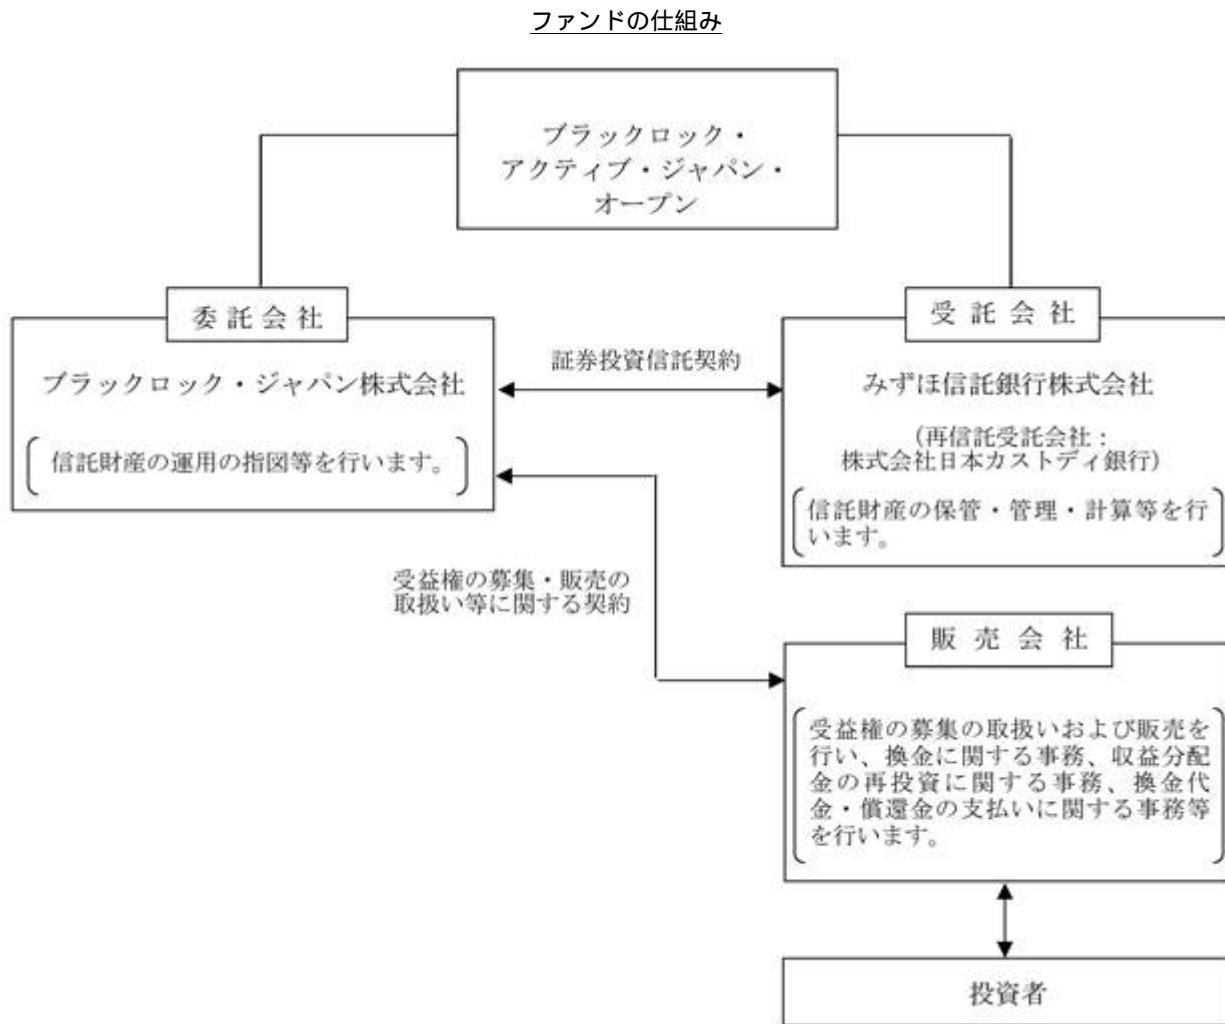 ファンドの仕組み
ブラックロック・
アクティブ・ジャパン・
オープン
委託会社
ブラックロック・ジャパン株式会社
信託財産の運用の指図等を行います。
証券投資信託契約
受託会社
みずほ信託銀行株式会社
(再信託受託会社：
株式会社日本カストディ銀行)
信託財産の保管・管理・計算等を行
います。
受益権の募集・販売の
取扱い等に関する契約
販売会社
受益権の募集の取扱いおよび販売を
行い、換金に関する事務、収益分配
金の再投資に関する事務、換金代
金・償還金の支払いに関する事務等
を行います。
投資者